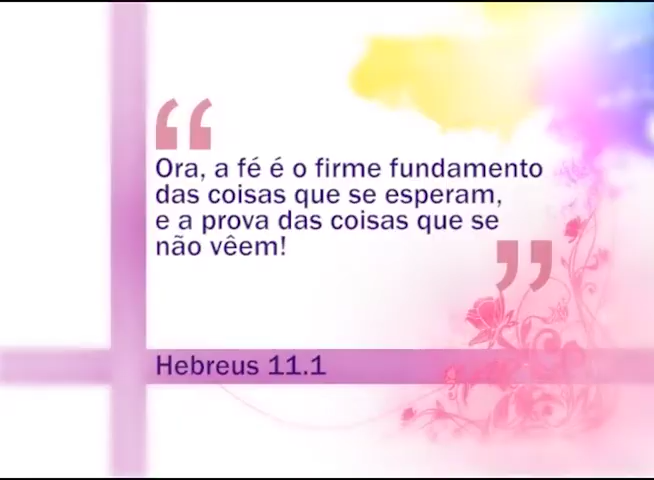 “
Ora, a fé é o firme fundamento
das coisas que se esperam,
e a prova das coisas que se
não vêem!
”
Hebreus 11.1